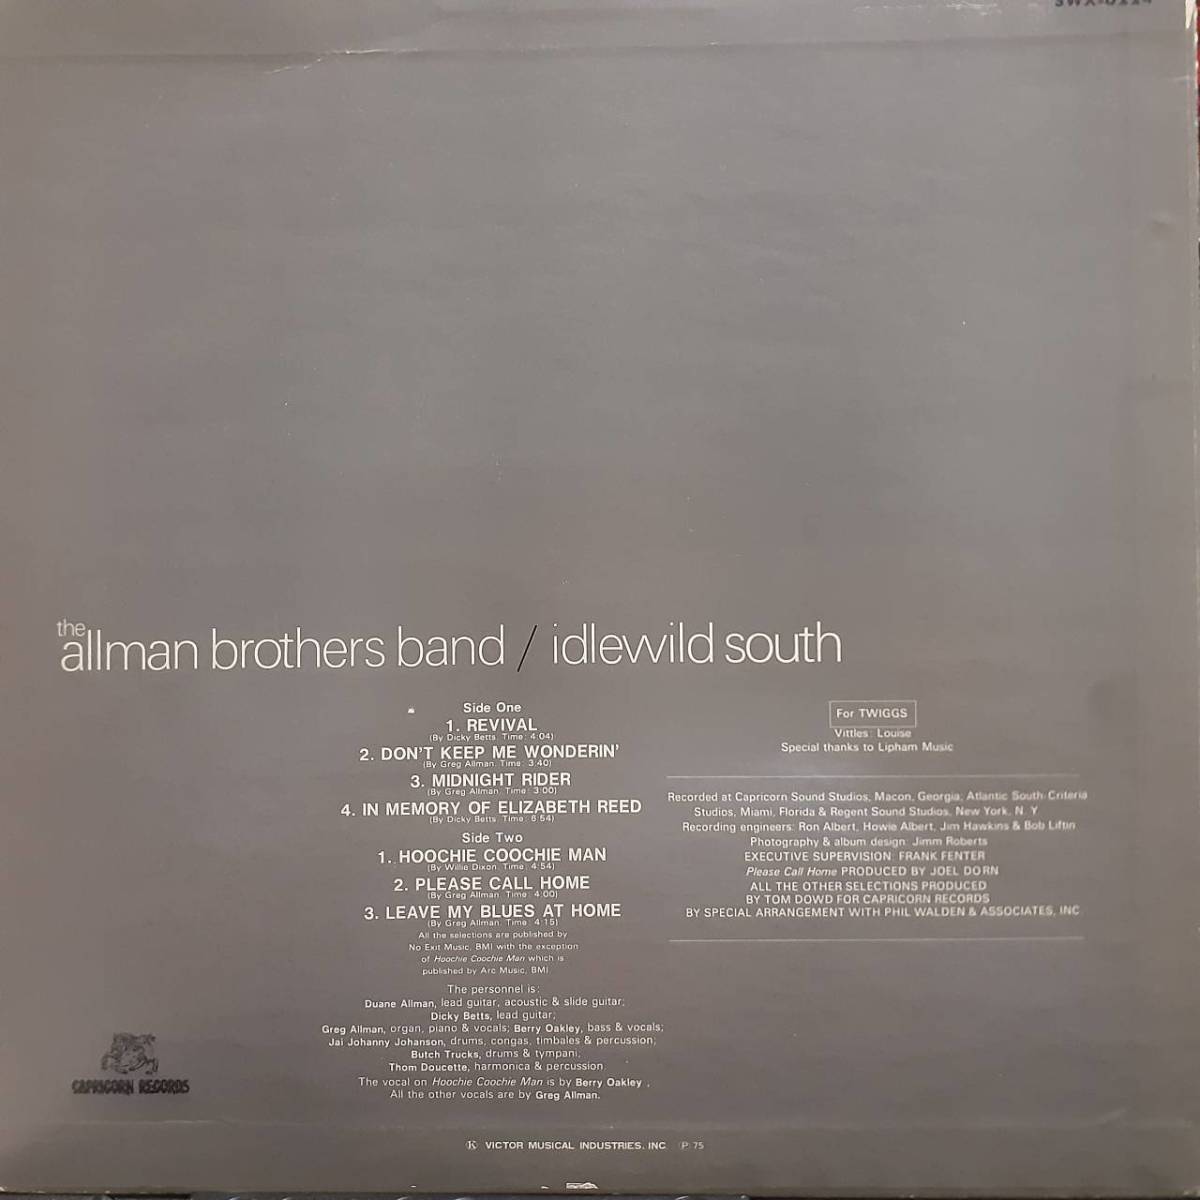 the
allman brothers band / idlewild south
Side One
1. REVIVAL
(By Dicky Betts. Time: 4:04)
2. DON'T KEEP ME WONDERIN'
(By Greg Allman. Time: 3:40)
3. MIDNIGHT RIDER
(By Greg Allman. Time: 3:00)
4. IN MEMORY OF ELIZABETH REED
(By Dicky Betts. Time: 6:54)
Side Two
1. HOOCHIE COOCHIE MAN
(By Willie Dixon. Time: 4:54)
2. PLEASE CALL HOME
(By Greg Allman. Time: 4:00)
3. LEAVE MY BLUES AT HOME
(By Greg Allman. Time: 4:15)
All the selections are published by
No Exit Music, BMI with the exception
of Hoochie Coochie Man which is
published by Arc Music, BMI
The personnel is:
Duane Allman, lead guitar, acoustic & slide guitar;
Dicky Betts, lead guitar;
Greg Allman, organ, piano & vocals; Berry Oakley, bass & vocals;
Jai Johanny Johanson, drums, congas, timbales & percussion;
Butch Trucks, drums & tympani,
Thom Doucette, harmonica & percussion
The vocal on Hoochie Coochie Man is by Berry Oakley ,
All the other vocals are by Greg Allman.
For TWIGGS
Vittles: Louise
Special thanks to Lipham Music
Recorded at Capricorn Sound Studios, Macon, Georgia; Atlantic South-Criteria
Studios, Miami, Florida & Regent Sound Studios, New York, N. Y
Recording engineers: Ron Albert, Howie Albert, Jim Hawkins & Bob Liftin
Photography & album design: Jimm Roberts
EXECUTIVE SUPERVISION: FRANK FENTER
Please Call Home PRODUCED BY JOEL DORN
ALL THE OTHER SELECTIONS PRODUCED
BY TOM DOWD FOR CAPRICORN RECORDS
BY SPECIAL ARRANGEMENT WITH PHIL WALDEN & ASSOCIATES, INC
CAPRICORN RECORDS
Ⓚ VICTOR MUSICAL INDUSTRIES, INC Ⓟ 75